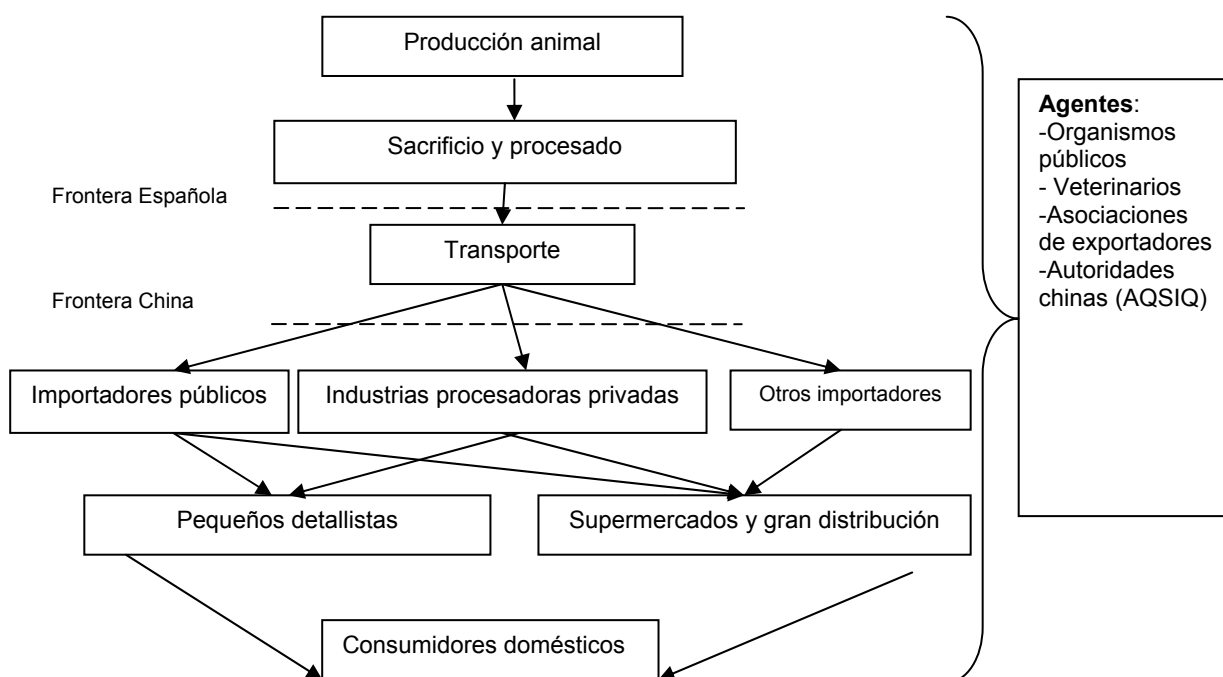 Producción animal
Sacrificio y procesado
Frontera Española
Transporte
Frontera China
Importadores públicos
Industrias procesadoras privadas
Otros importadores
Pequeños detallistas
Supermercados y gran distribución
Consumidores domésticos
Agentes:
-Organismos
públicos
- Veterinarios
-Asociaciones
de exportadores
-Autoridades
chinas (AQSIQ)